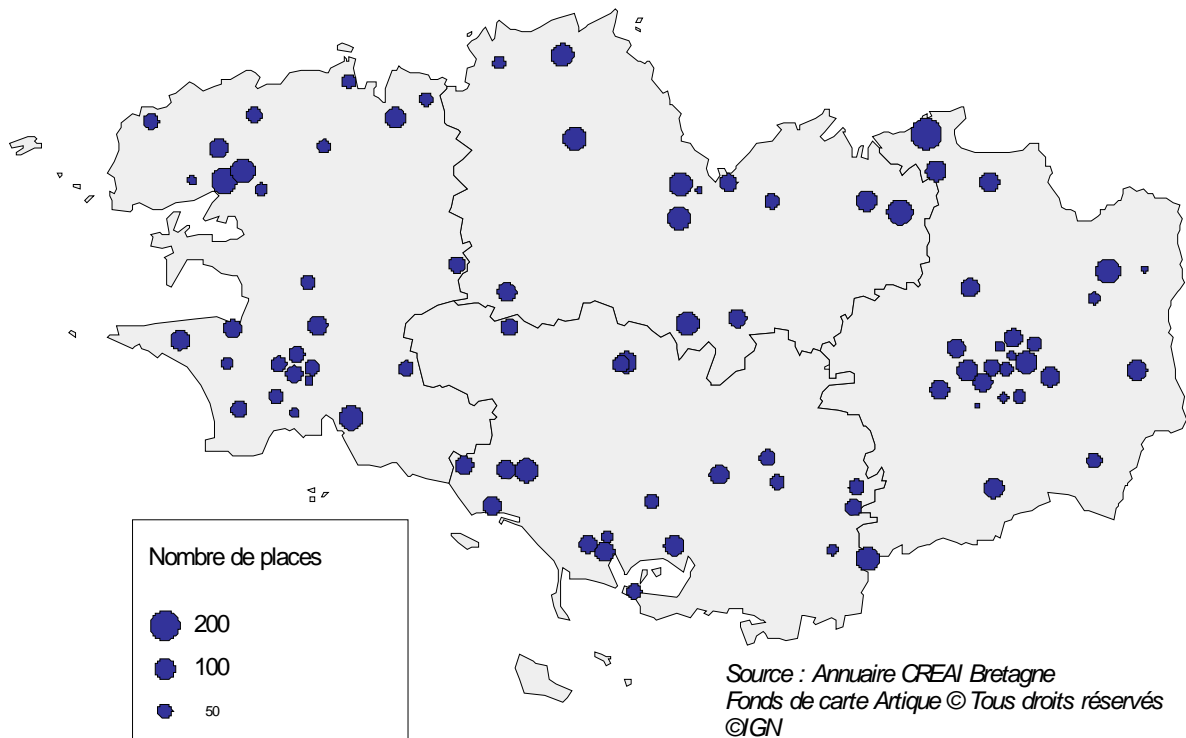 Nombre de places
200
100
50
Source : Annuaire CREAI Bretagne
Fonds de carte Artique © Tous droits réservés
©IGN